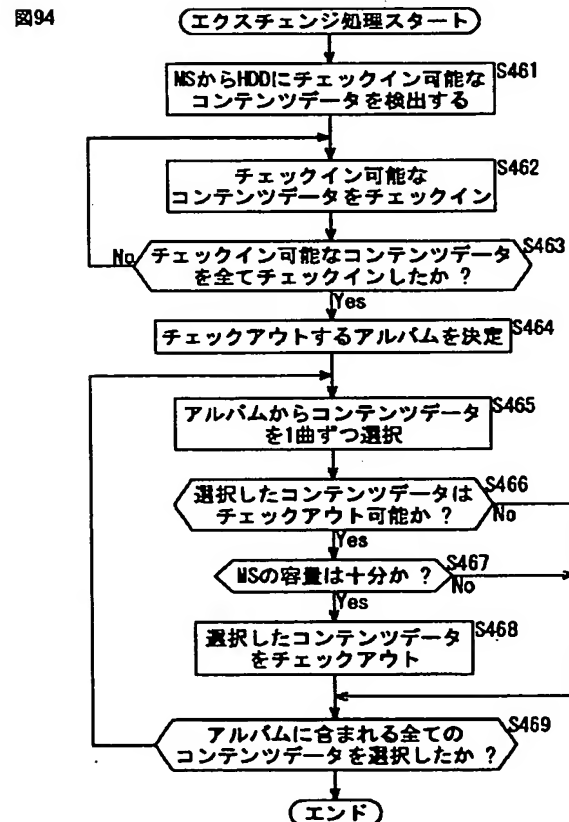 図94
エクスチェンジ処理スタート
S461
MSからHDDにチェックイン可能な
コンテンツデータを検出する
S462
チェックイン可能な
コンテンツデータをチェックイン
S463
チェックイン可能なコンテンツデータ
を全てチェックインしたか ?
No
Yes
チェックアウトするアルバムを決定
S464
アルバムからコンテンツデータ
を1曲ずつ選択
S465
選択したコンテンツデータは
チェックアウト可能か ?
S466
No
Yes
MSの容量は十分か ?
S467
No
Yes
選択したコンテンツデータ
をチェックアウト
S468
アルバムに含まれる全ての
コンテンツデータを選択したか ?
S469
エンド